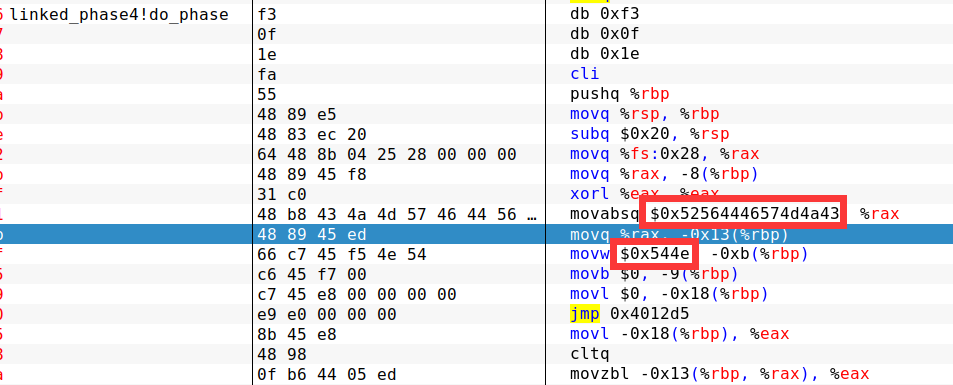 linked_phase4!do_phase f3 db 0xf3
0f db 0x0f
1e db 0x1e
fa cli
55 pushq %rbp
48 89 e5 movq %rsp, %rbp
48 83 ec 20 subq $0x20, %rsp
64 48 8b 04 25 28 00 00 00 movq %fs:0x28, %rax
48 89 45 f8 movq %rax, -8(%rbp)
31 c0 xorl %eax, %eax
48 b8 43 4a 4d 57 46 44 56 … movabsq $0x52564446574d4a43, %rax
48 89 45 ed movq %rax, -0x13(%rbp)
66 c7 45 f5 4e 54 movw $0x544e, -0xb(%rbp)
c6 45 f7 00 movb $0, -9(%rbp)
c7 45 e8 00 00 00 00 movl $0, -0x18(%rbp)
e9 e0 00 00 00 jmp 0x4012d5
8b 45 e8 movl -0x18(%rbp), %eax
48 98 cltq
0f b6 44 05 ed movzbl -0x13(%rbp, %rax), %eax